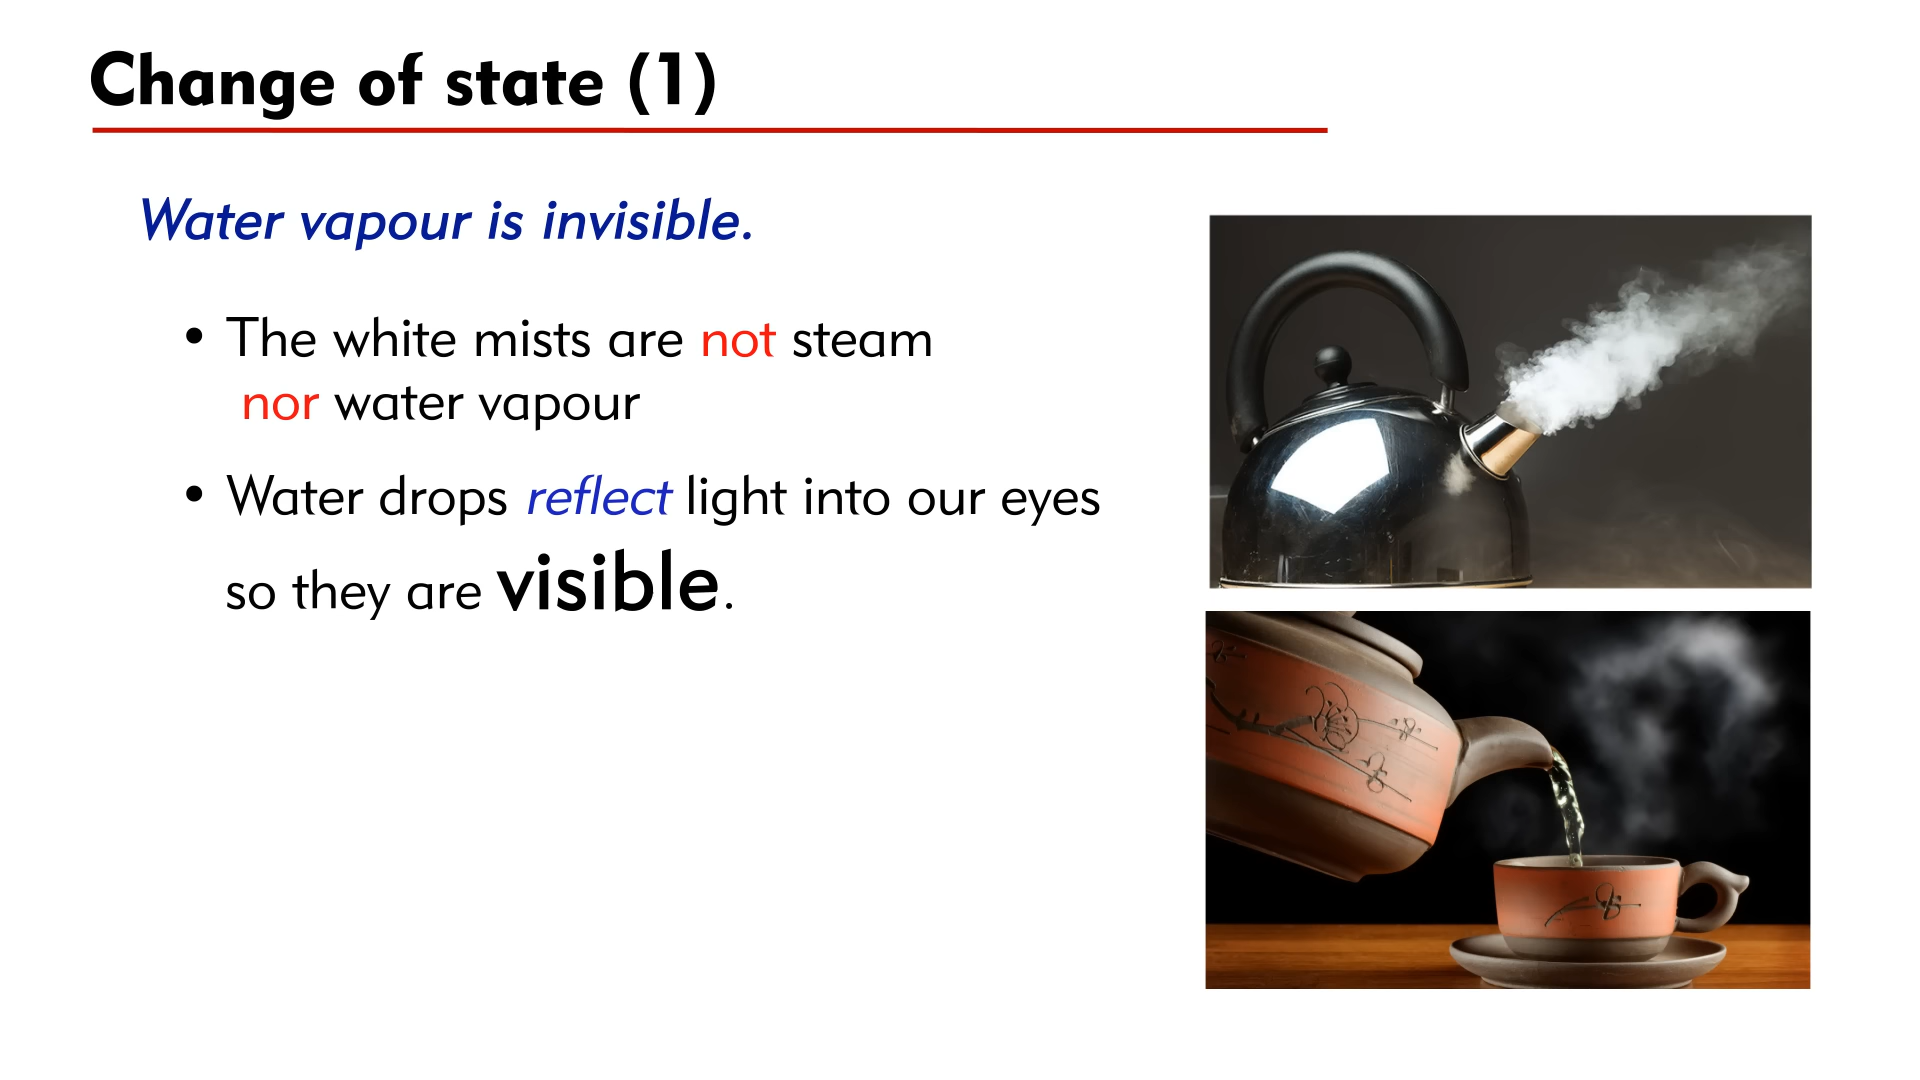 Change of state (1)
Water vapour is invisible.
• The white mists are not steam
nor water vapour
• Water drops reflect light into our eyes
so they are visible.